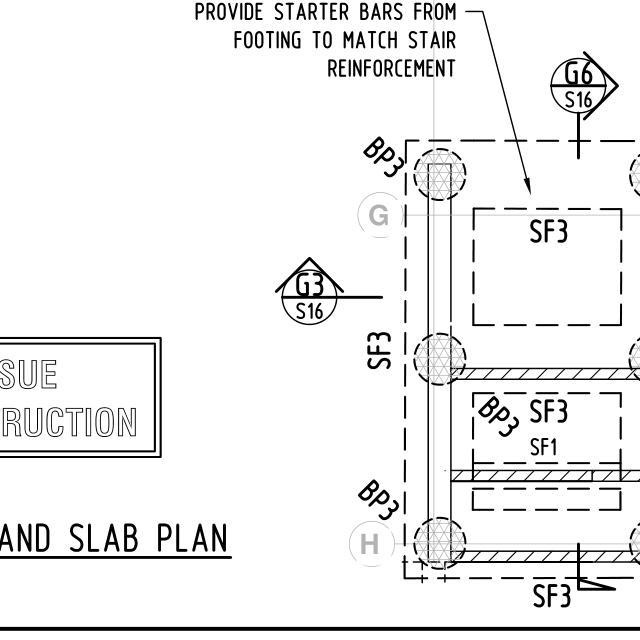 PROVIDE STARTER BARS FROM
FOOTING TO MATCH STAIR
REINFORCEMENT
G6
S16
BP3
G
SF3
G3
S16
SF3
SUE
RUCTION
BP3
SF3
SF1
BP3
AND SLAB PLAN
H
SF3